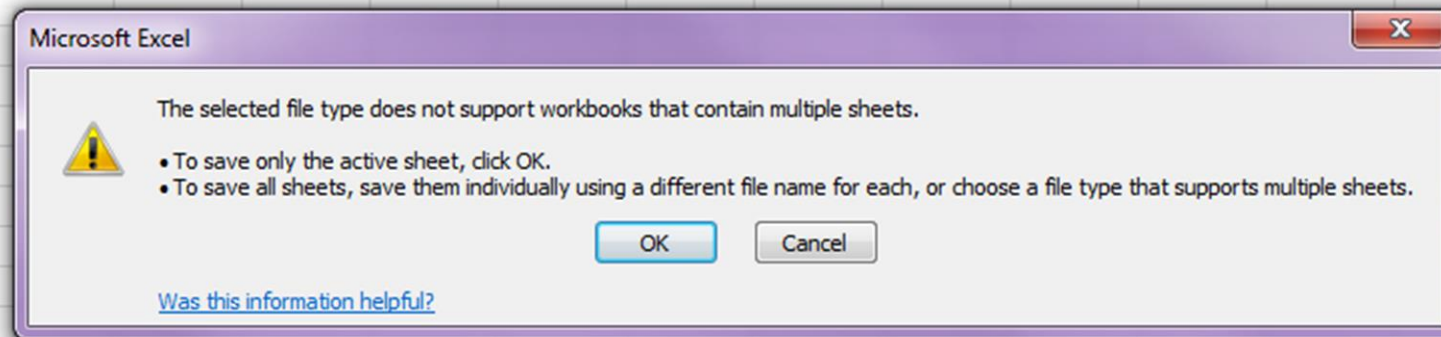 Microsoft Excel
The selected file type does not support workbooks that contain multiple sheets.
• To save only the active sheet, click OK.
• To save all sheets, save them individually using a different file name for each, or choose a file type that supports multiple sheets.
OK Cancel
Was this information helpful?